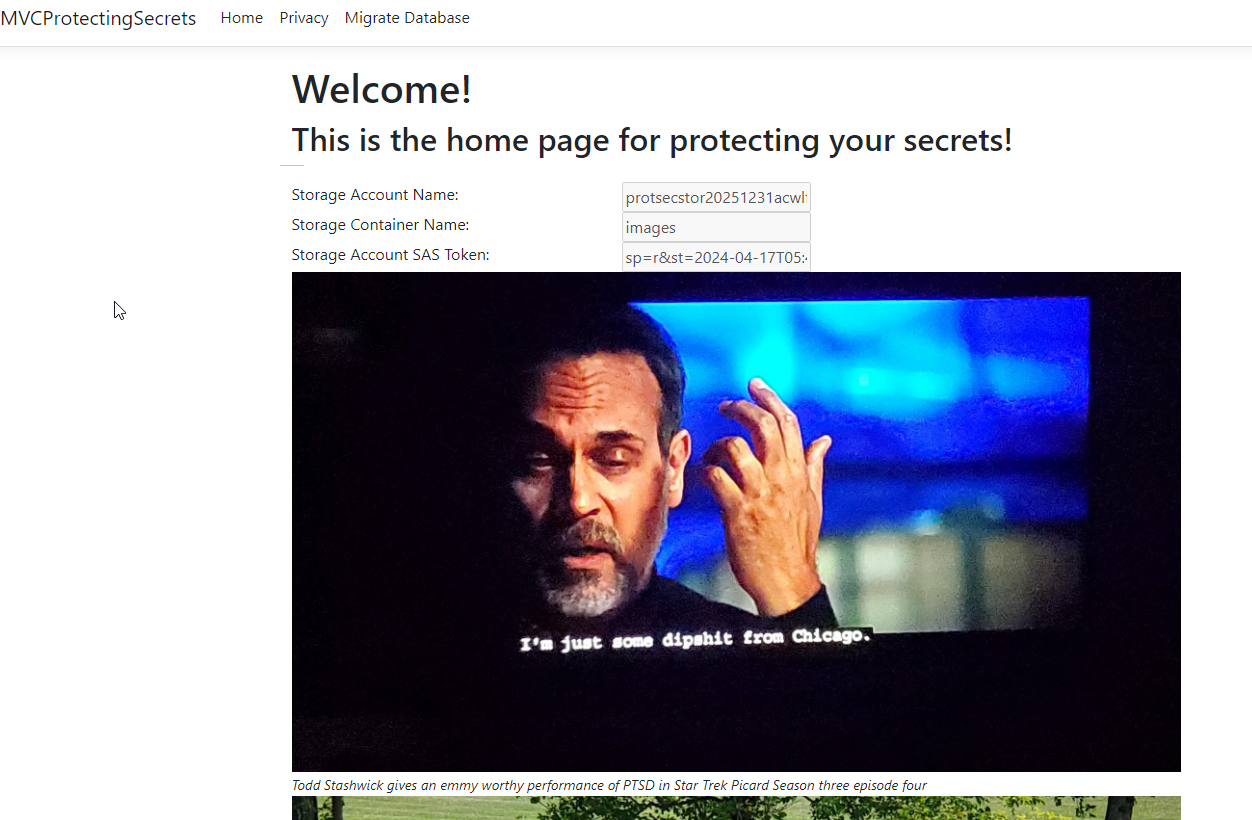 MVCProtectingSecrets Home Privacy Migrate Database
Welcome!
This is the home page for protecting your secrets!
Storage Account Name: protsecstor20251231acwl
Storage Container Name: images
Storage Account SAS Token: sp=r&st=2024-04-17T05:
I'm just some dipshit from Chicago.
Todd Stashwick gives an emmy worthy performance of PTSD in Star Trek Picard Season three episode four